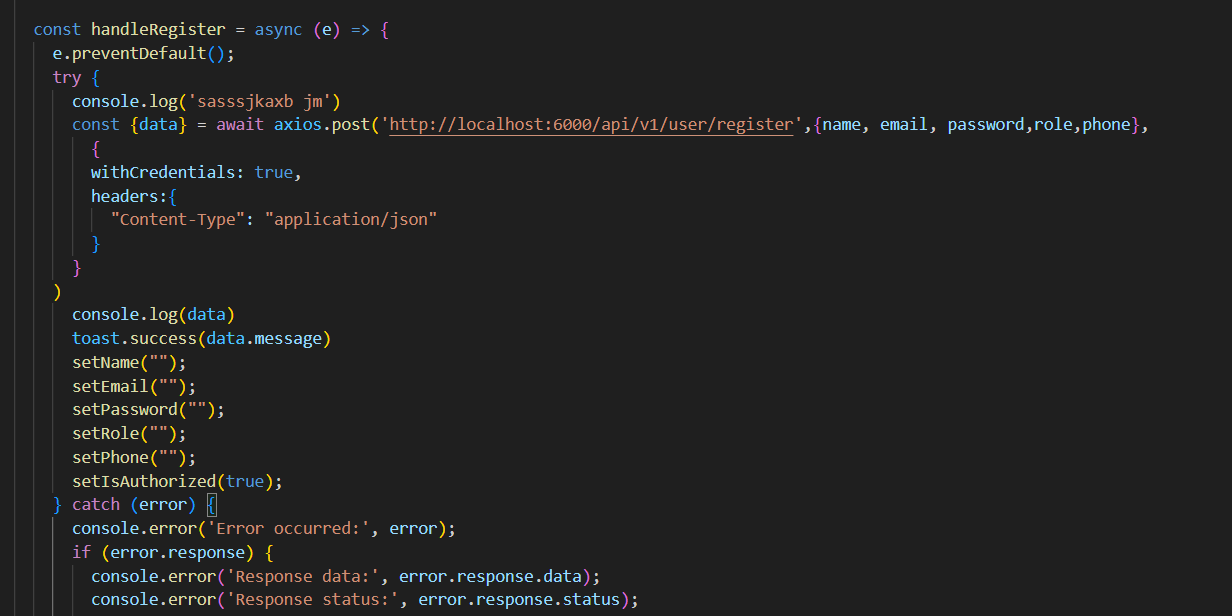 const handleRegister = async (e) => {
e.preventDefault();
try {
console.log('sasssjkaxb jm')
const {data} = await axios.post('http://localhost:6000/api/v1/user/register',{name, email, password,role,phone},
{
withCredentials: true,
headers:{
"Content-Type": "application/json"
}
}
)
console.log(data)
toast.success(data.message)
setName("");
setEmail("");
setPassword("");
setRole("");
setPhone("");
setIsAuthorized(true);
} catch (error) {
console.error('Error occurred:', error);
if (error.response) {
console.error('Response data:', error.response.data);
console.error('Response status:', error.response.status);